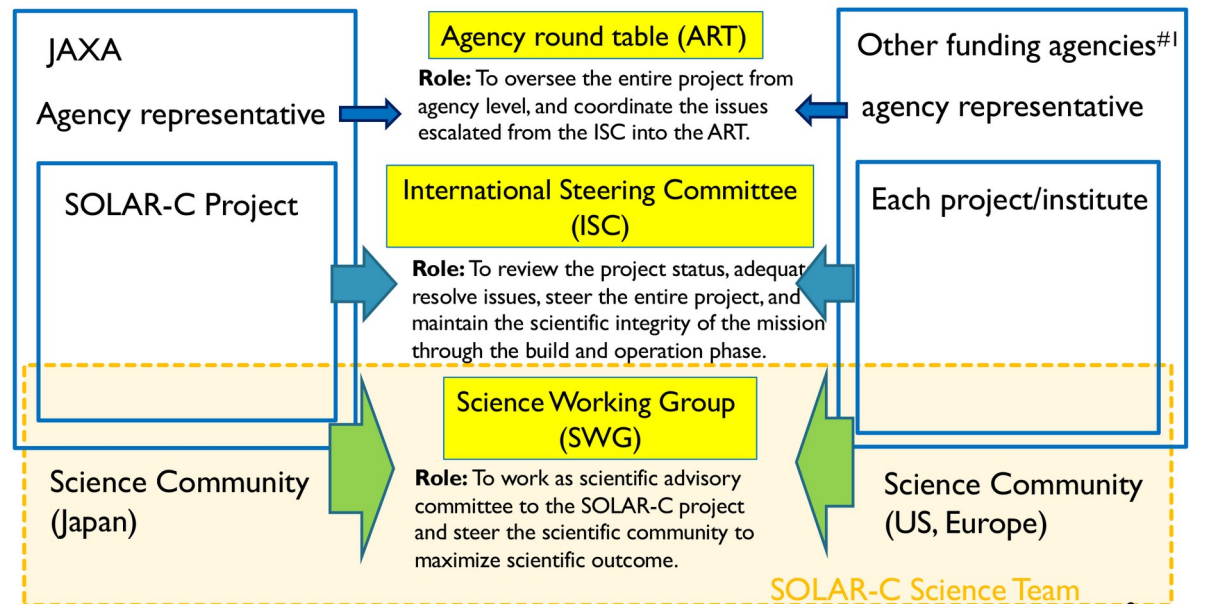 JAXA
Agency representative
SOLAR-C Project
Science Community
(Japan)
Agency round table (ART)
Role: To oversee the entire project from
agency level, and coordinate the issues
escalated from the ISC into the ART.
International Steering Committee
(ISC)
Role: To review the project status, adequat
resolve issues, steer the entire project, and
maintain the scientific integrity of the mission
through the build and operation phase.
Science Working Group
(SWG)
Role: To work as scientific advisory
committee to the SOLAR-C project
and steer the scientific community to
maximize scientific outcome.
Other funding agencies#1
agency representative
Each project/institute
Science Community
(US, Europe)
SOLAR-C Science Team